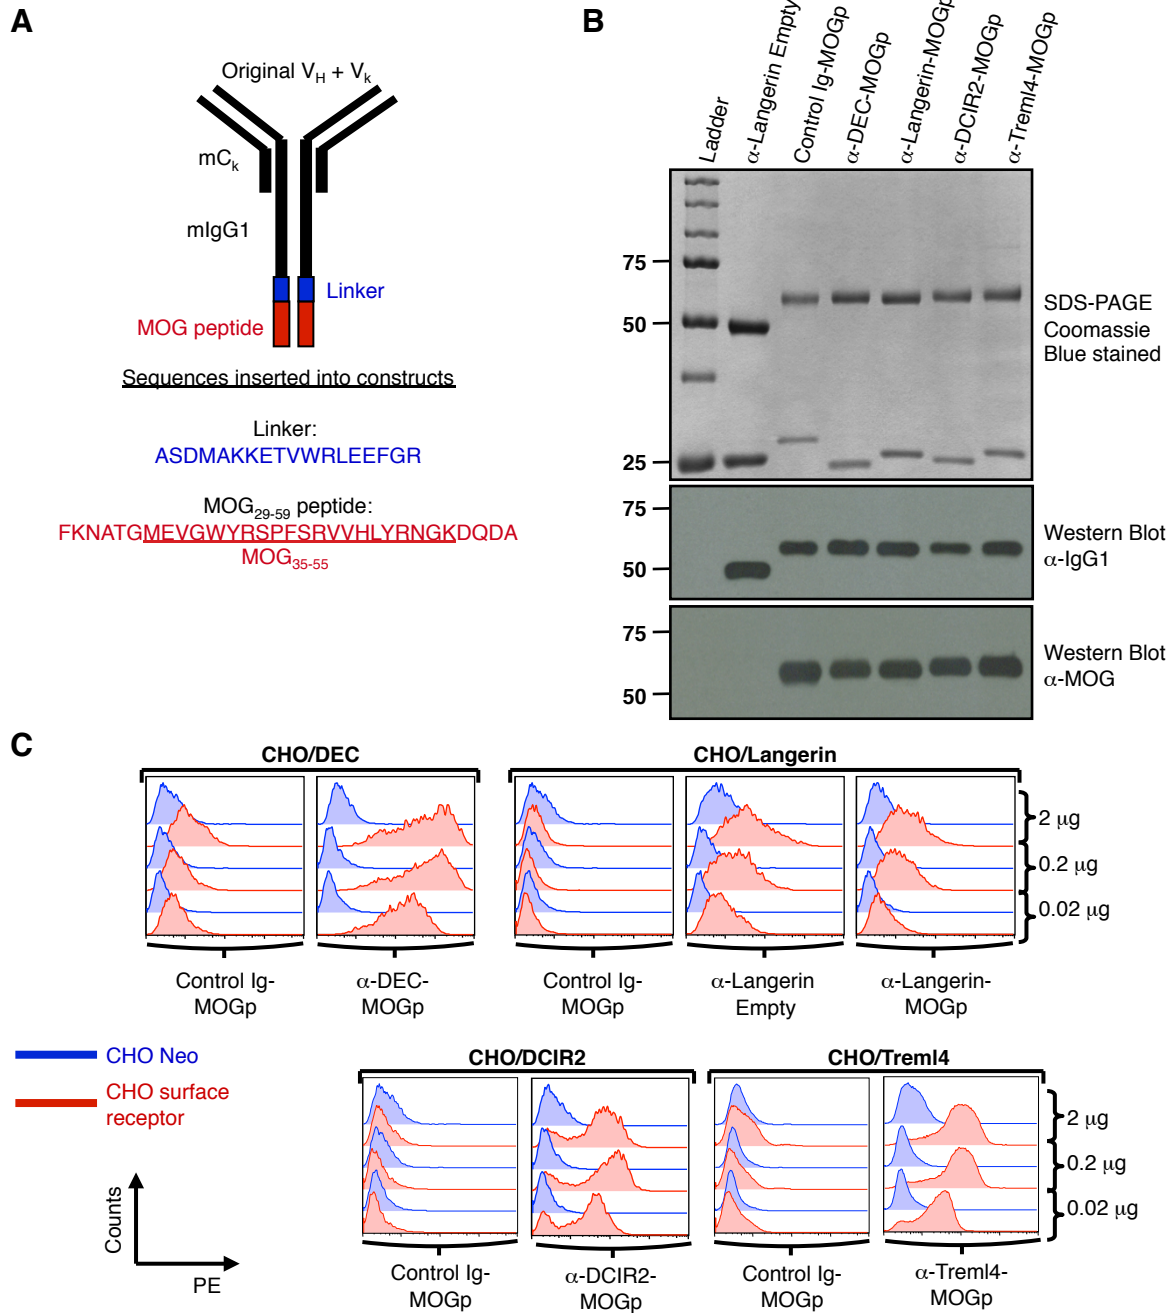 A
Original VH + Vk
mCk
mIgG1
Linker
MOG peptide
Sequences inserted into constructs
Linker:
ASDMAKKETVWRLEEFGR
MOG29-59 peptide:
FKNATGMEVGWYRSPFSRVVHLYRNGKDQDA
MOG35-55
B
Ladder
α-Langerin Empty
Control Ig-MOGp
α-DEC-MOGp
α-Langerin-MOGp
α-DCIR2-MOGp
α-Treml4-MOGp
75
50
25
SDS-PAGE
Coomassie
Blue stained
75
50
Western Blot
α-IgG1
75
50
Western Blot
α-MOG
C
CHO/DEC
CHO/Langerin
2 μg
0.2 μg
0.02 μg
Control Ig-
MOGp
α-DEC-
MOGp
Control Ig-
MOGp
α-Langerin
Empty
α-Langerin-
MOGp
CHO Neo
CHO surface
receptor
Counts
PE
CHO/DCIR2
CHO/Treml4
2 μg
0.2 μg
0.02 μg
Control Ig-
MOGp
α-DCIR2-
MOGp
Control Ig-
MOGp
α-Treml4-
MOGp